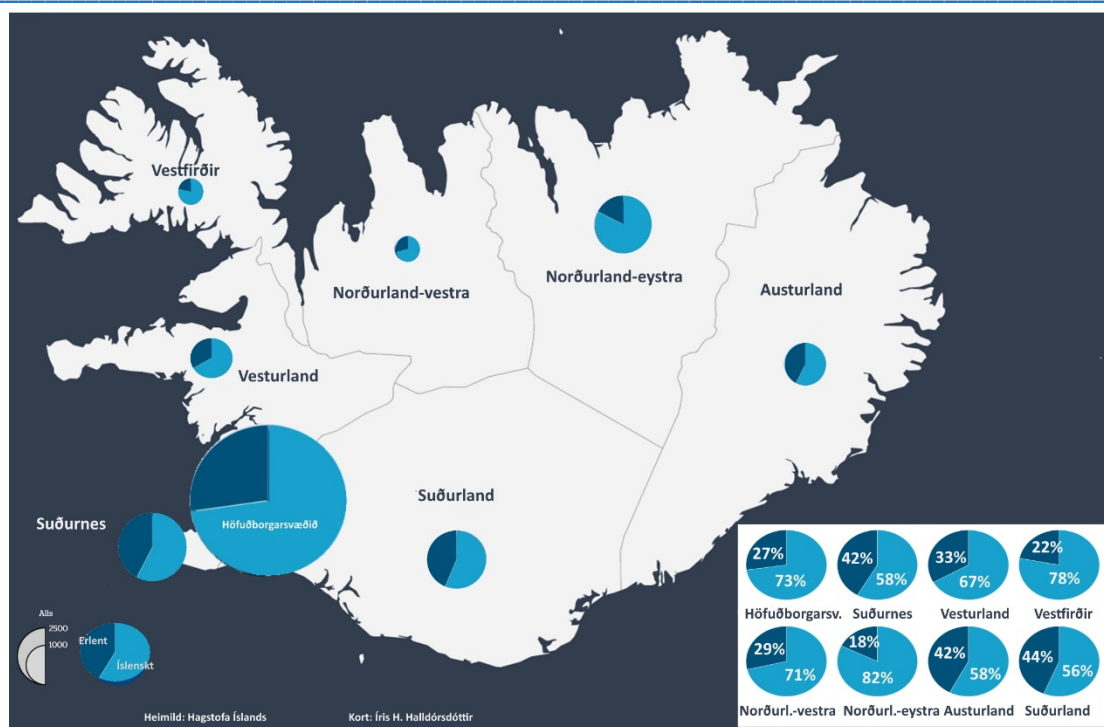 Vestfirðir
Norðurland-vestra
Norðurland-eystra
Austurland
Vesturland
Höfuðborgarsvæðið
Suðurland
Suðurnes
Alls
2500
1000
Erlent
Íslenskt
Heimild: Hagstofa Íslands
Kort: Íris H. Halldórsdóttir
27% 73%
42% 58%
33% 67%
22% 78%
Höfuðborgarsv. Suðurnes Vesturland Vestfirðir
29% 71%
18% 82%
42% 58%
44% 56%
Norðurl.-vestra Norðurl.-eystra Austurland Suðurland